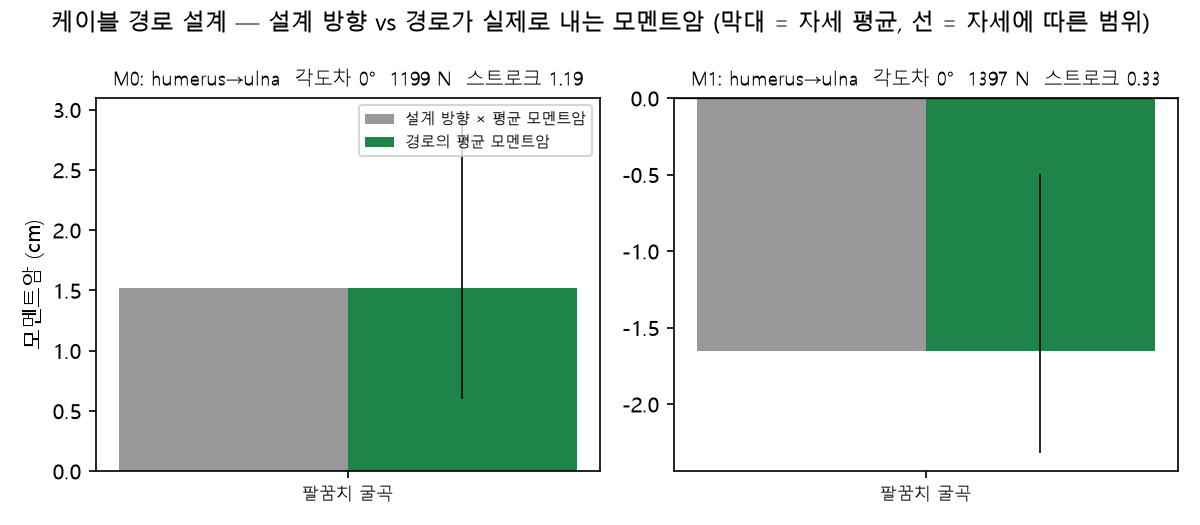 케이블 경로 설계 — 설계 방향 vs 경로가 실제로 내는 모멘트암 (막대 = 자세 평균, 선 = 자세에 따른 범위)
M0: humerus→ulna 각도차 0° 1199 N 스트로크 1.19
설계 방향 × 평균 모멘트암
경로의 평균 모멘트암
모멘트암 (cm)
3.0
2.5
2.0
1.5
1.0
0.5
0.0
팔꿈치 굴곡
M1: humerus→ulna 각도차 0° 1397 N 스트로크 0.33
0.0
-0.5
-1.0
-1.5
-2.0
팔꿈치 굴곡